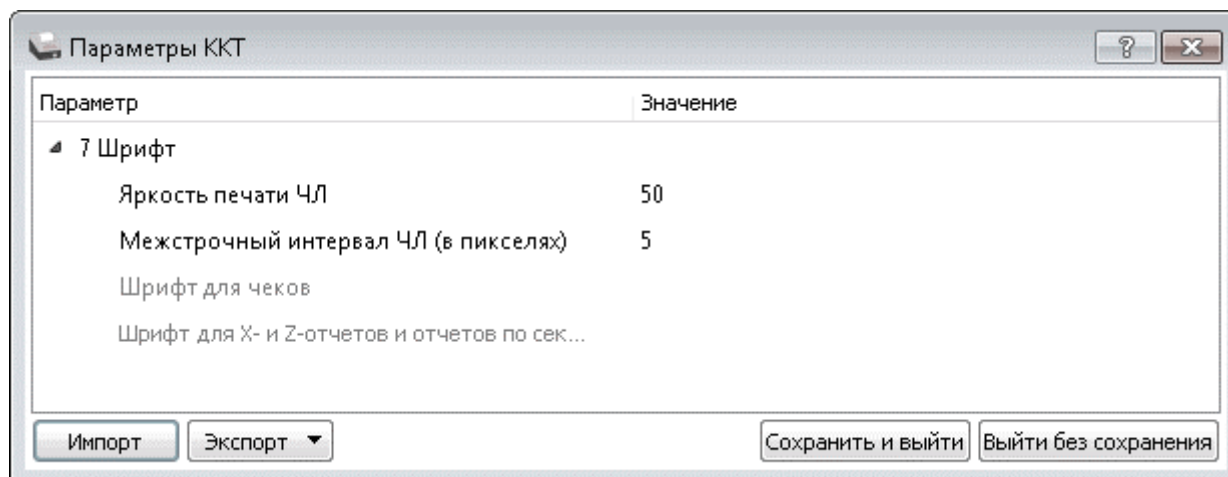 Параметры ККТ
Параметр Значение
7 Шрифт
Яркость печати ЧЛ 50
Межстрочный интервал ЧЛ (в пикселях) 5
Шрифт для чеков
Шрифт для X- и Z-отчетов и отчетов по сек...
Импорт Экспорт Сохранить и выйти Выйти без сохранения